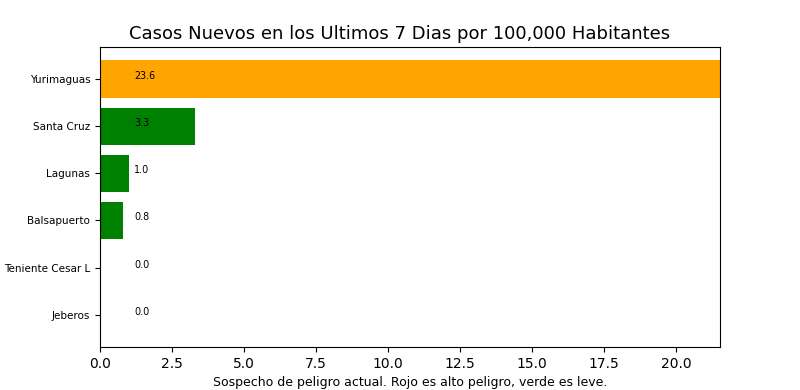 Casos Nuevos en los Ultimos 7 Dias por 100,000 Habitantes
Yurimaguas 23.6
Santa Cruz 3.3
Lagunas 1.0
Balsapuerto 0.8
Teniente Cesar L 0.0
Jeberos 0.0
0.0 2.5 5.0 7.5 10.0 12.5 15.0 17.5 20.0
Sospecho de peligro actual. Rojo es alto peligro, verde es leve.